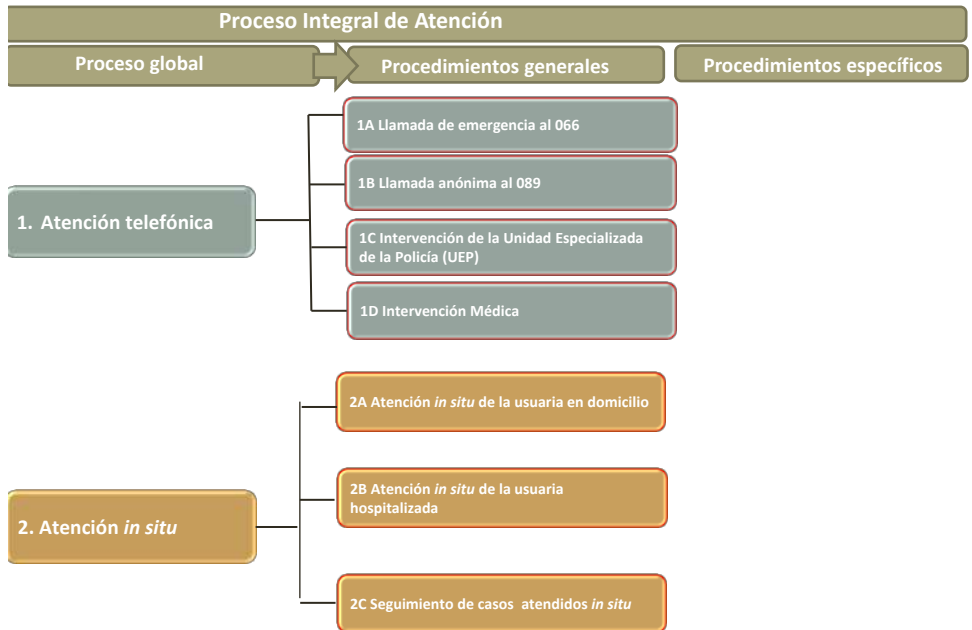 Proceso Integral de Atención
Proceso global
Procedimientos generales
Procedimientos específicos
1. Atención telefónica
1A Llamada de emergencia al 066
1B Llamada anónima al 089
1C Intervención de la Unidad Especializada
de la Policía (UEP)
1D Intervención Médica
2. Atención in situ
2A Atención in situ de la usuaria en domicilio
2B Atención in situ de la usuaria
hospitalizada
2C Seguimiento de casos atendidos in situ